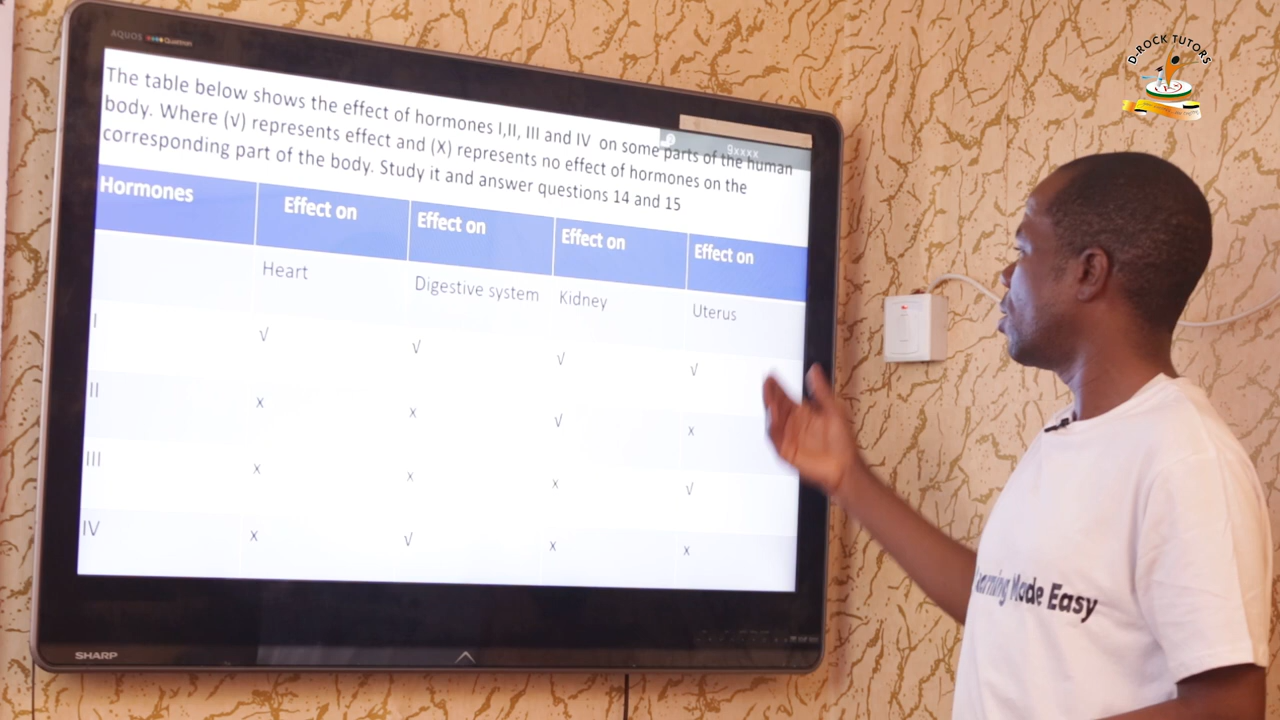 AQUOS Quattron
D-ROCK TUTORS
The table below shows the effect of hormones I,II, III and IV on some parts of the human
body. Where (√) represents effect and (X) represents no effect of hormones on the
corresponding part of the body. Study it and answer questions 14 and 15
9xxxx
Hormones Effect on Effect on Effect on Effect on
Heart Digestive system Kidney Uterus
I √ √ √ √
II x x √ x
III x x x √
IV x √ x x
Made Easy
SHARP